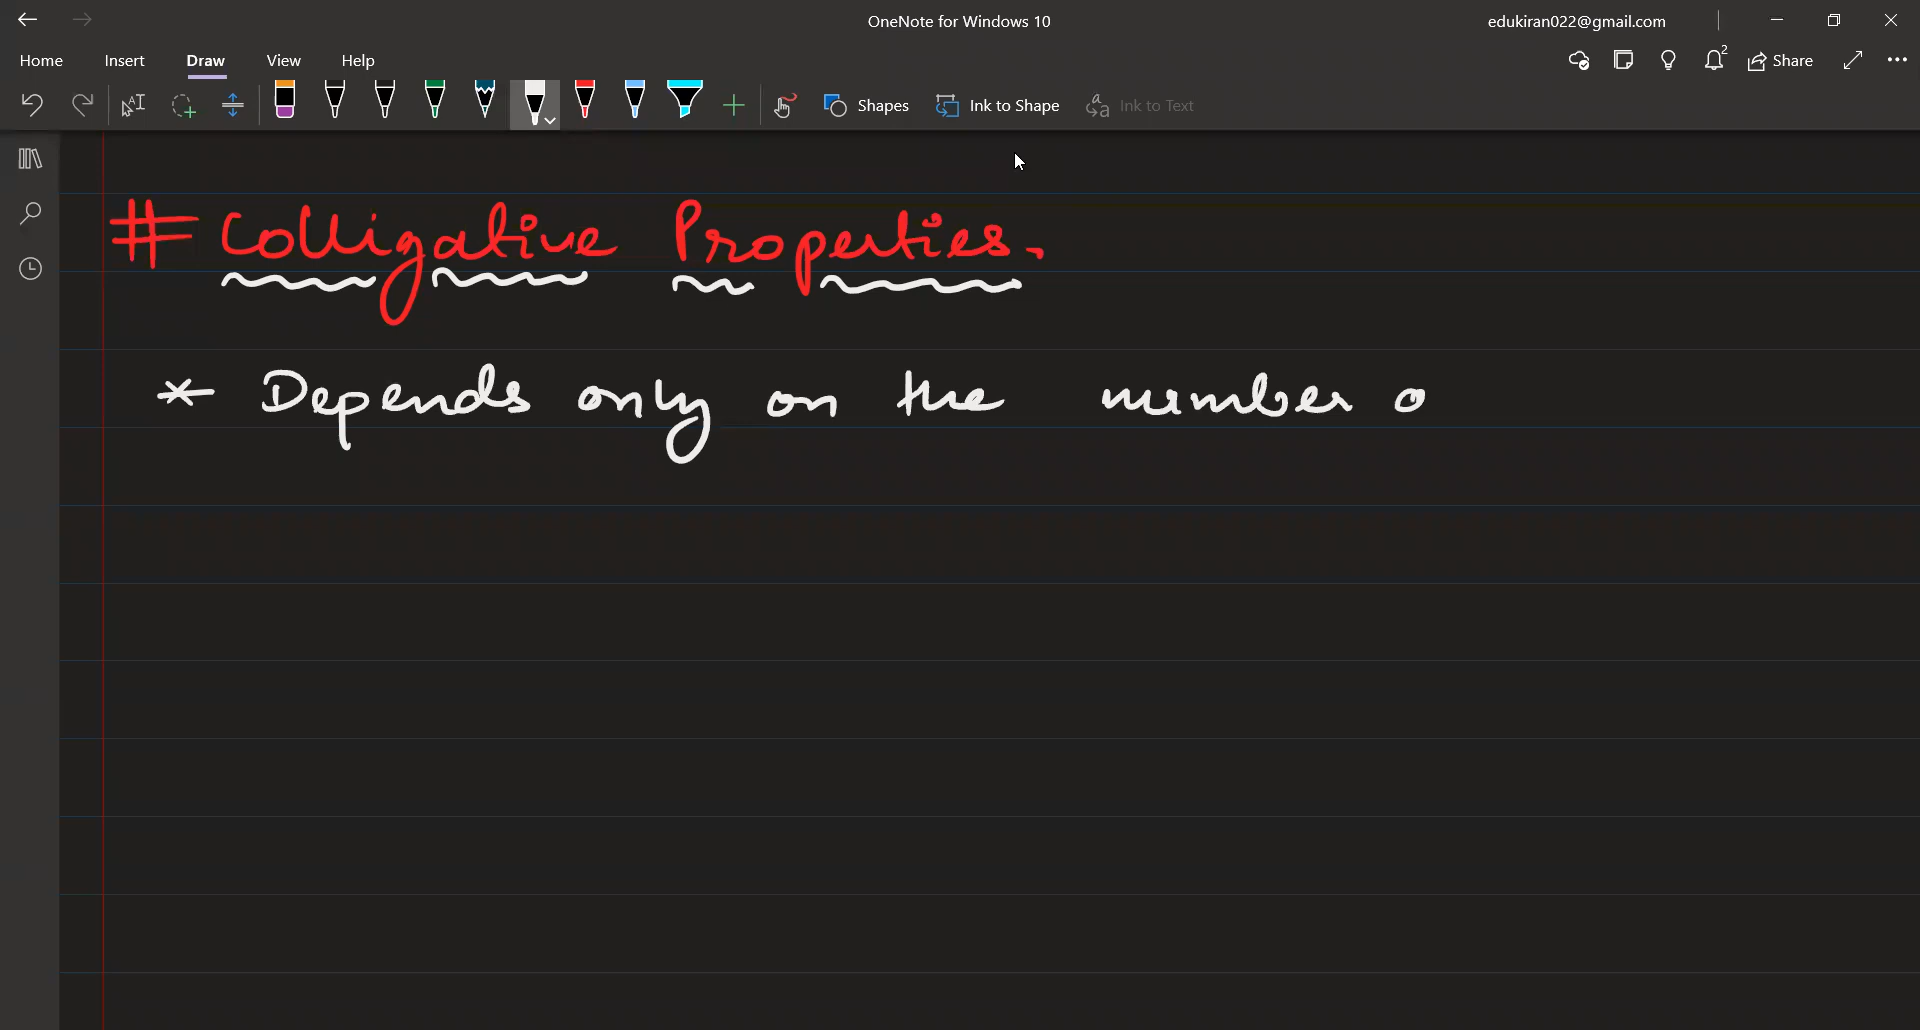 OneNote for Windows 10
edukiran022@gmail.com
Home Insert Draw View Help
2
Share
Shapes Ink to Shape Ink to Text
# Colligative Properties.
* Depends only on the number o